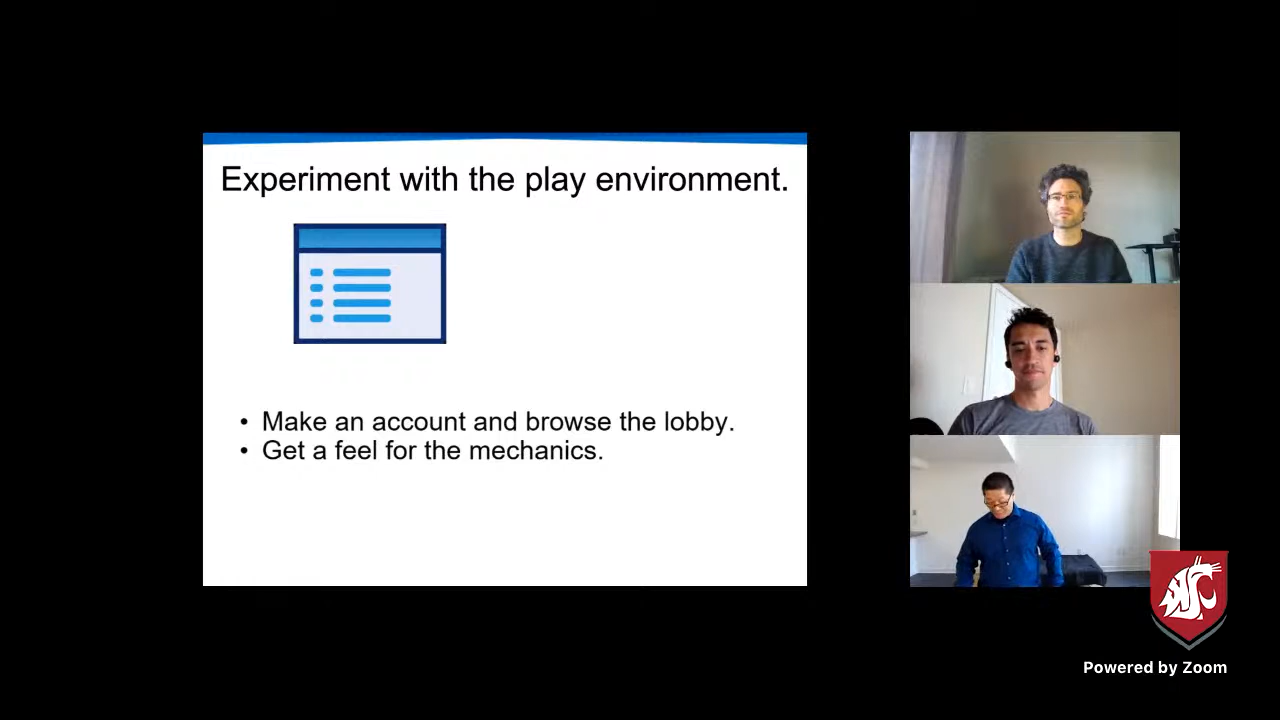 Experiment with the play environment.
• Make an account and browse the lobby.
• Get a feel for the mechanics.
Powered by Zoom